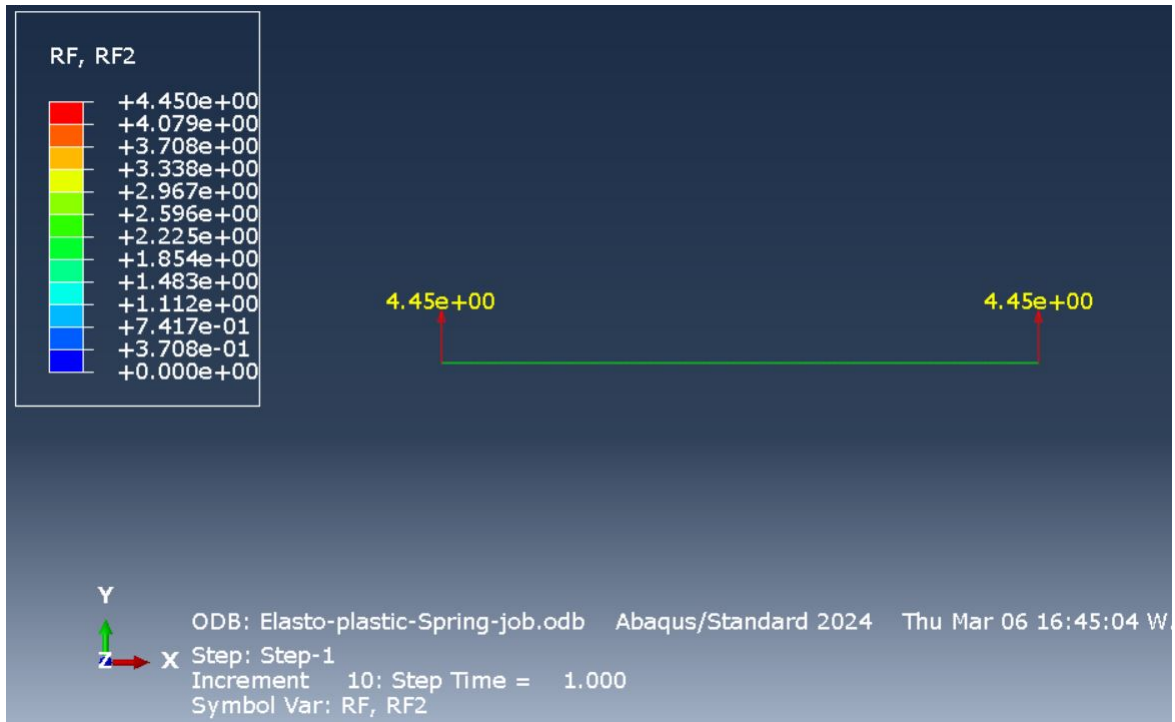 RF, RF2
+4.450e+00
+4.079e+00
+3.708e+00
+3.338e+00
+2.967e+00
+2.596e+00
+2.225e+00
+1.854e+00
+1.483e+00
+1.112e+00
+7.417e-01
+3.708e-01
+0.000e+00
4.45e+00 4.45e+00
Y
Z X
ODB: Elasto-plastic-Spring-job.odb Abaqus/Standard 2024 Thu Mar 06 16:45:04 W.
Step: Step-1
Increment 10: Step Time = 1.000
Symbol Var: RF, RF2